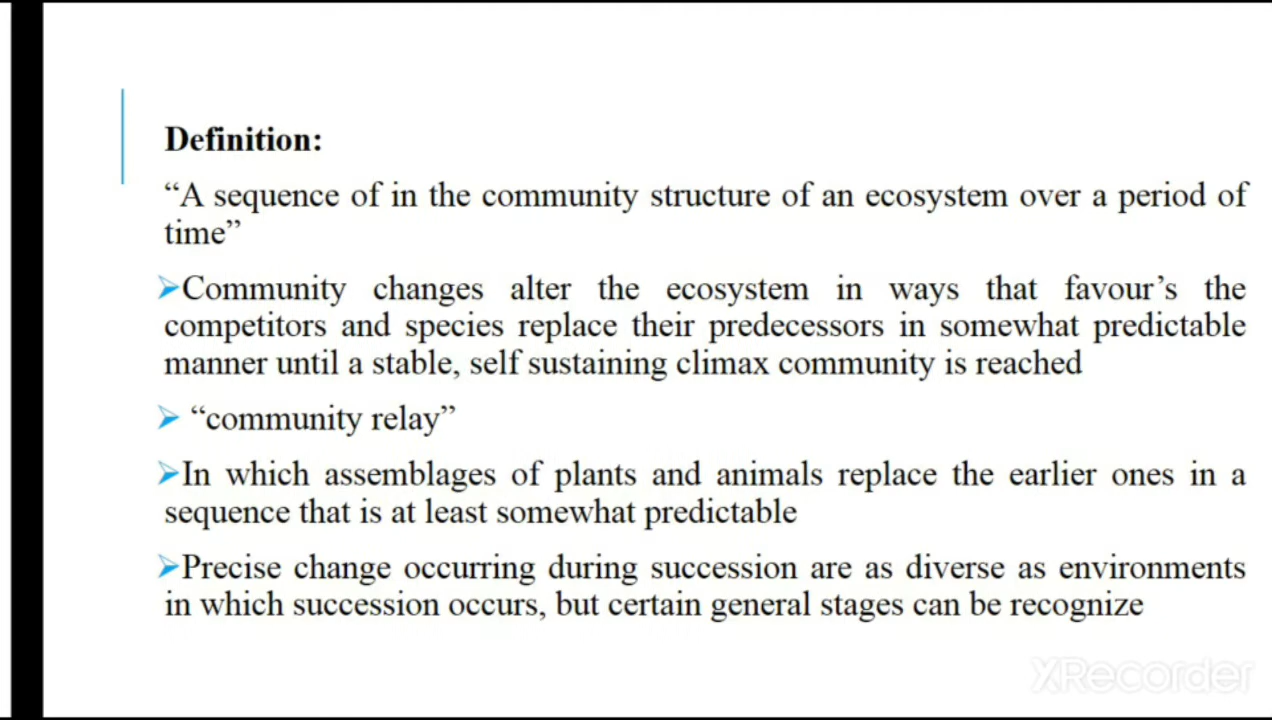 Definition:
“A sequence of in the community structure of an ecosystem over a period of
time”
➢Community changes alter the ecosystem in ways that favour’s the
competitors and species replace their predecessors in somewhat predictable
manner until a stable, self sustaining climax community is reached
➢ “community relay”
➢In which assemblages of plants and animals replace the earlier ones in a
sequence that is at least somewhat predictable
➢Precise change occurring during succession are as diverse as environments
in which succession occurs, but certain general stages can be recognize
XRecorder